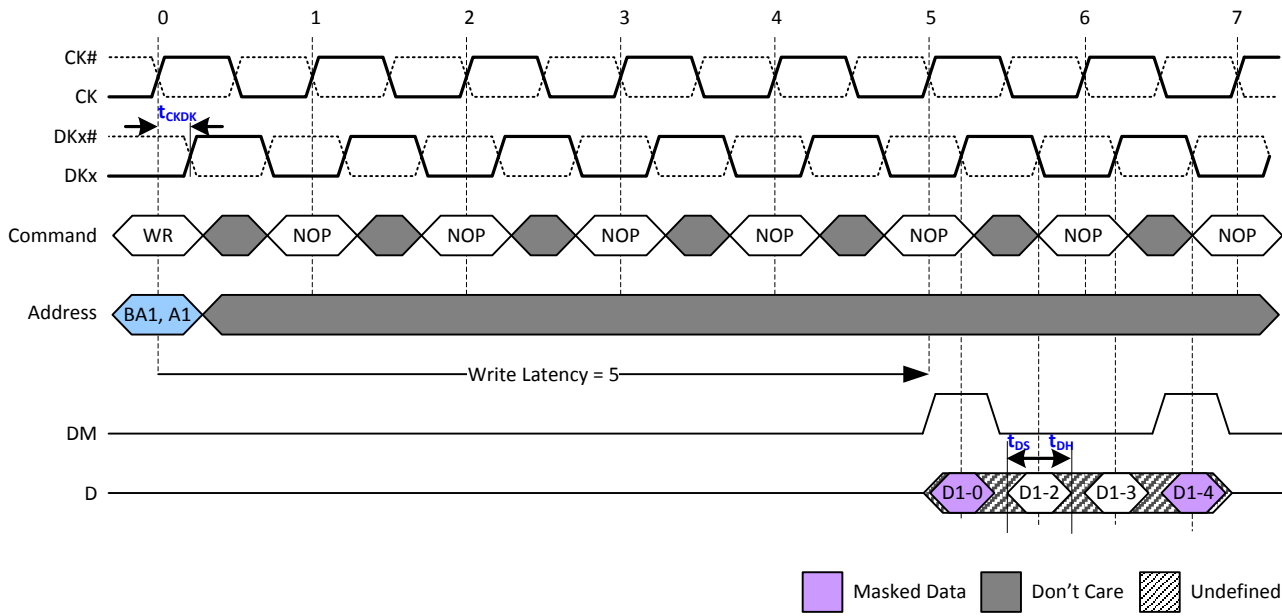 0 1 2 3 4 5 6 7
CK#
CK
tCKDK
DKx#
DKx
Command WR NOP NOP NOP NOP NOP NOP NOP
Address BA1, A1
Write Latency = 5
DM
tDS tDH
D D1-0 D1-2 D1-3 D1-4
Masked Data Don't Care Undefined